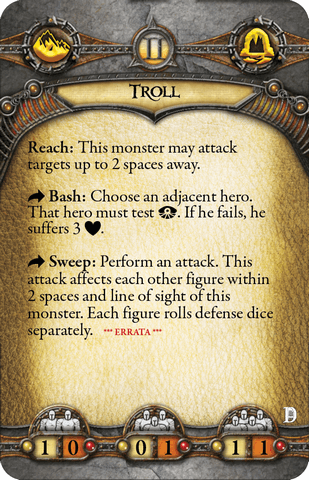 II
TROLL
Reach: This monster may attack
targets up to 2 spaces away.
Bash: Choose an adjacent hero.
That hero must test . If he fails, he
suffers 3 .
Sweep: Perform an attack. This
attack affects each other figure within
2 spaces and line of sight of this
monster. Each figure rolls defense dice
separately. *** ERRATA ***
D
1 0 0 1 1 1